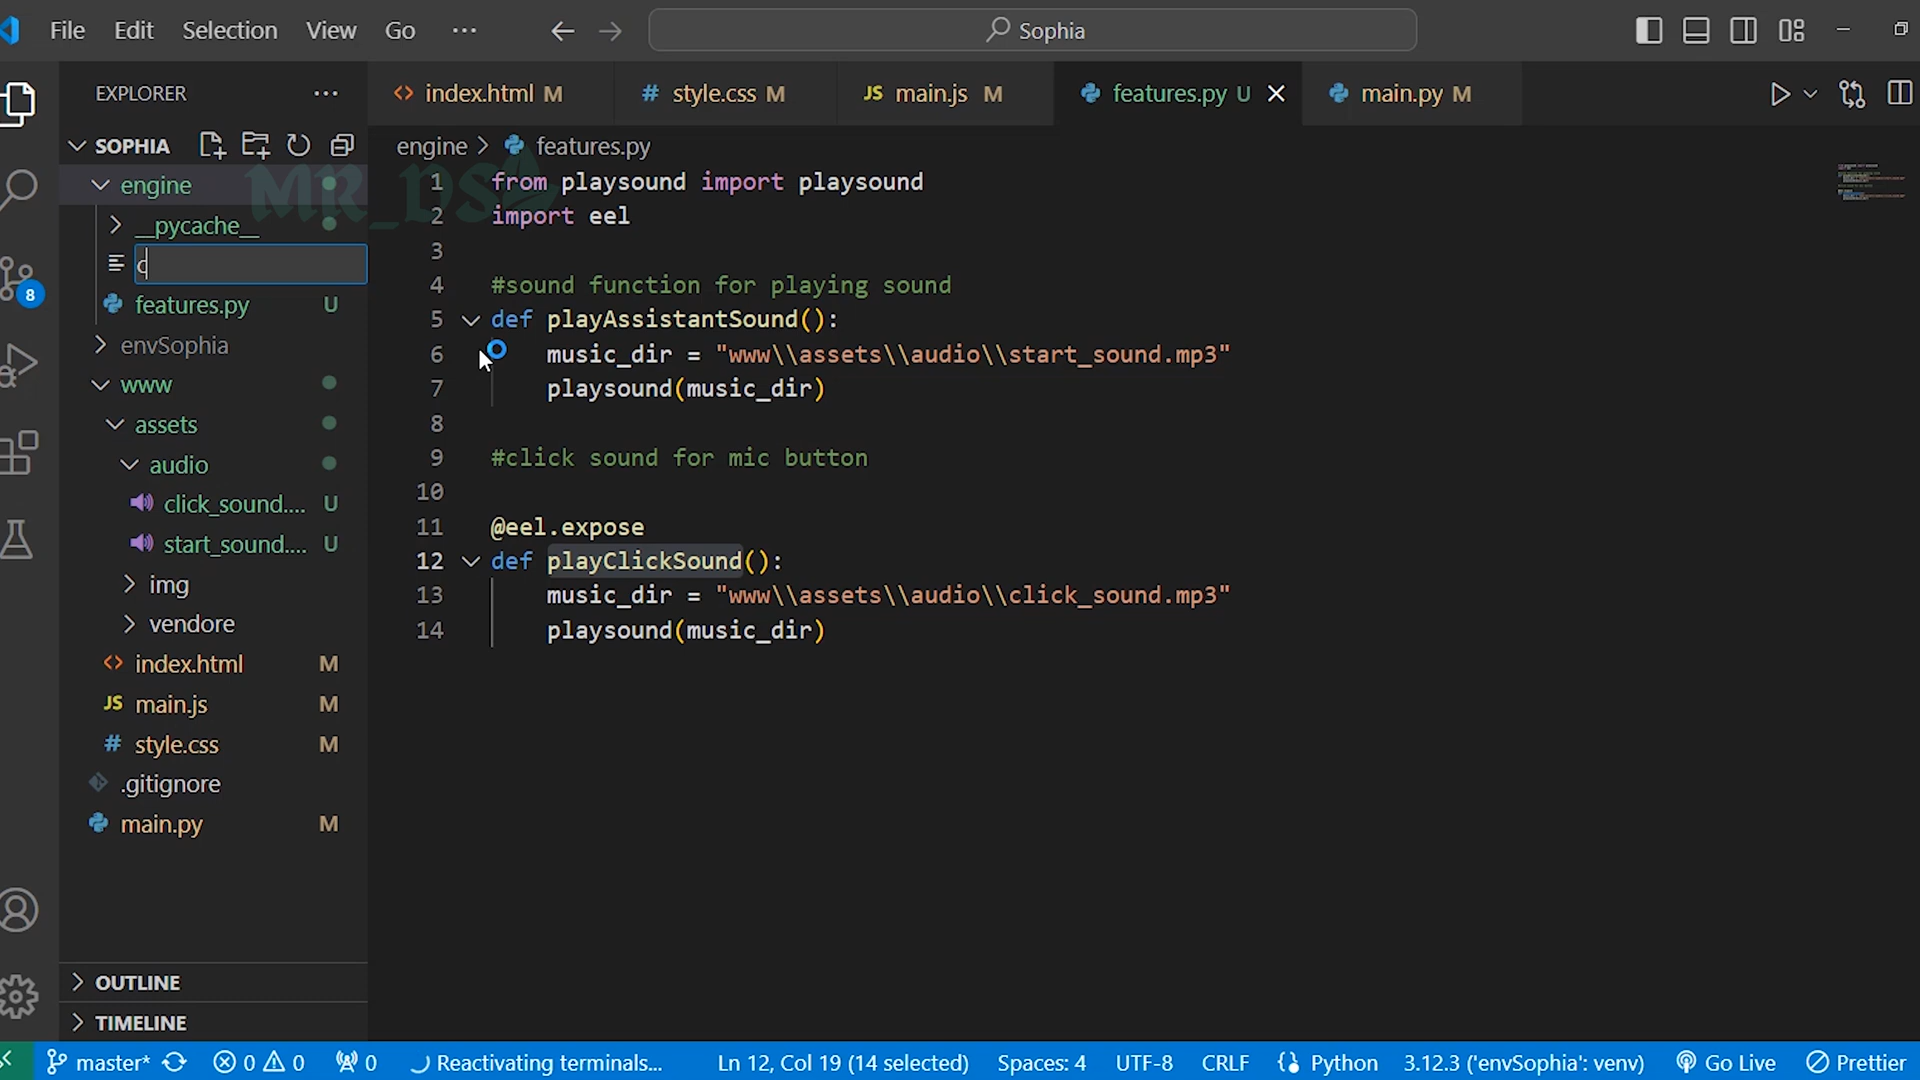 File Edit Selection View Go ··· Sophia
EXPLORER ···
SOPHIA
engine
__pycache__
c
features.py U
envSophia
www
assets
audio
click_sound.... U
start_sound.... U
img
vendore
index.html M
main.js M
style.css M
.gitignore
main.py M
OUTLINE
TIMELINE
8
MR_DS
index.html M style.css M main.js M features.py U main.py M
engine > features.py
1 from playsound import playsound
2 import eel
3
4 #sound function for playing sound
5 def playAssistantSound():
6 music_dir = "www\\assets\\audio\\start_sound.mp3"
7 playsound(music_dir)
8
9 #click sound for mic button
10
11 @eel.expose
12 def playClickSound():
13 music_dir = "www\\assets\\audio\\click_sound.mp3"
14 playsound(music_dir)
master* 0 0 0 Reactivating terminals... Ln 12, Col 19 (14 selected) Spaces: 4 UTF-8 CRLF Python 3.12.3 ('envSophia': venv) Go Live Prettier